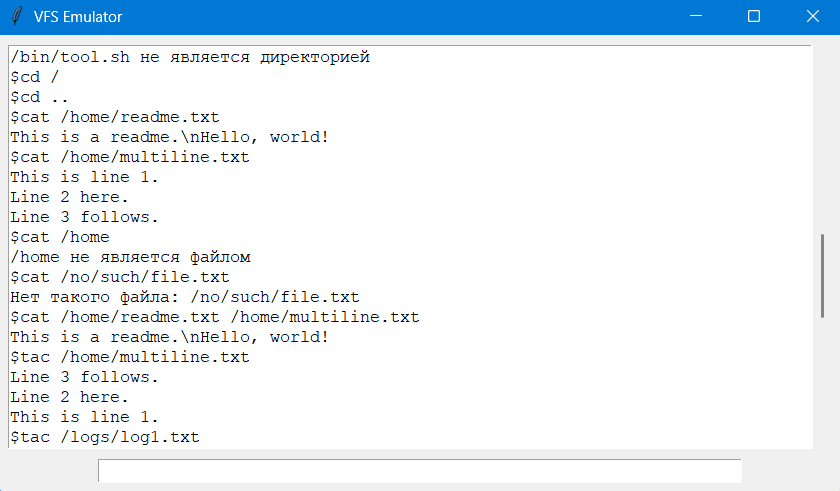 VFS Emulator
/bin/tool.sh не является директорией
$cd /
$cd ..
$cat /home/readme.txt
This is a readme.\nHello, world!
$cat /home/multiline.txt
This is line 1.
Line 2 here.
Line 3 follows.
$cat /home
/home не является файлом
$cat /no/such/file.txt
Нет такого файла: /no/such/file.txt
$cat /home/readme.txt /home/multiline.txt
This is a readme.\nHello, world!
$tac /home/multiline.txt
Line 3 follows.
Line 2 here.
This is line 1.
$tac /logs/log1.txt